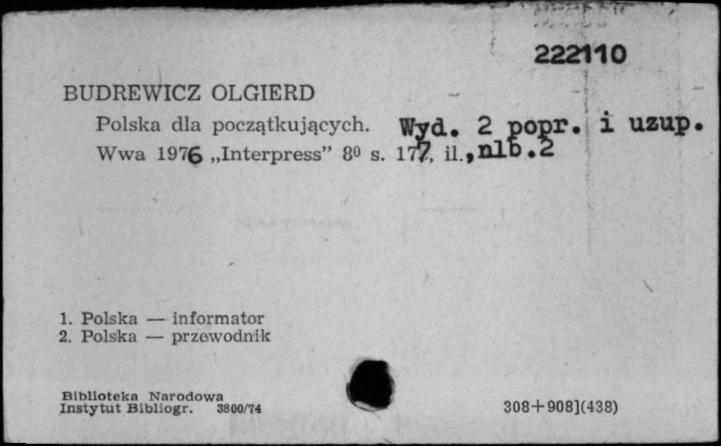 222110
BUDREWICZ OLGIERD
Polska dla początkujących. Wyd. 2 popr. i uzup.
Wwa 1976 „Interpress” 8⁰ s. 177, il., nlb.2
1. Polska — informator
2. Polska — przewodnik
Biblioteka Narodowa
Instytut Bibliogr. 3800/74
308+908](438)